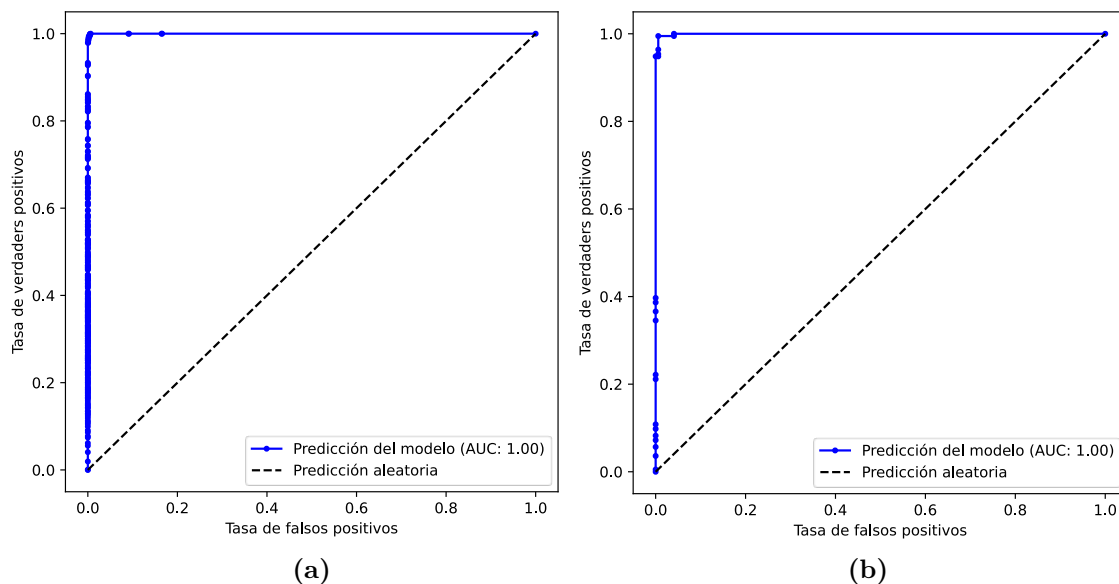 1.0
0.8
0.6
0.4
0.2
0.0
Tasa de verdaders positivos
Predicción del modelo (AUC: 1.00)
Predicción aleatoria
0.0 0.2 0.4 0.6 0.8 1.0
Tasa de falsos positivos
(a)
1.0
0.8
0.6
0.4
0.2
0.0
Tasa de verdaders positivos
Predicción del modelo (AUC: 1.00)
Predicción aleatoria
0.0 0.2 0.4 0.6 0.8 1.0
Tasa de falsos positivos
(b)